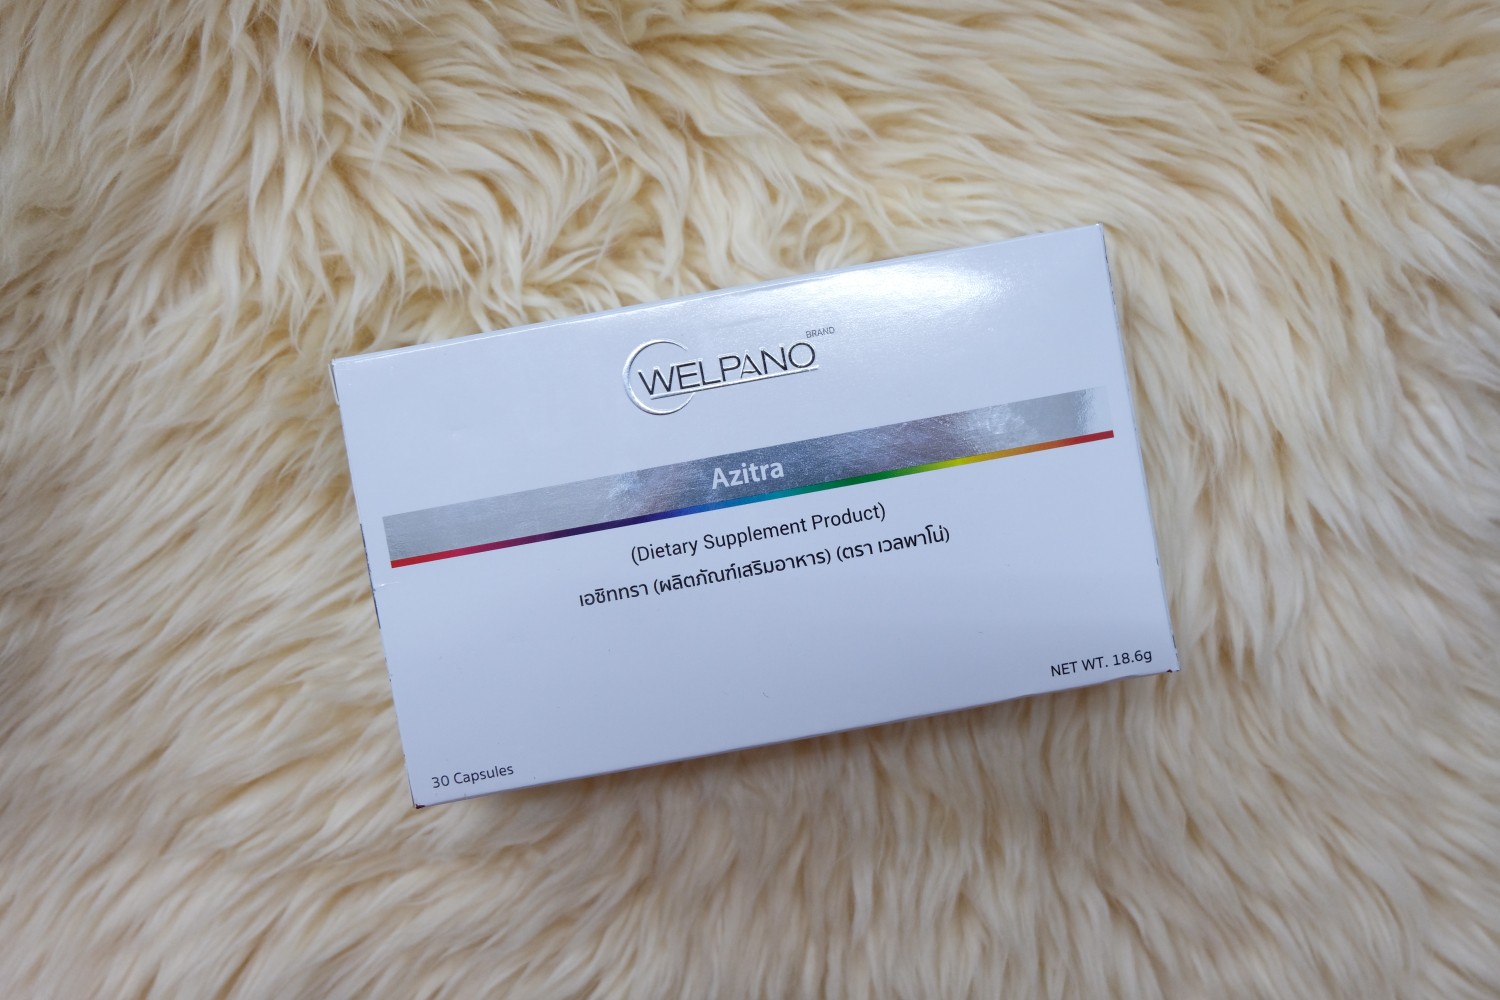 WELPANO BRAND
Azitra
(Dietary Supplement Product)
เอซิททรา (ผลิตภัณฑ์เสริมอาหาร) (ตรา เวลพาโน่)
NET WT. 18.6g
30 Capsules